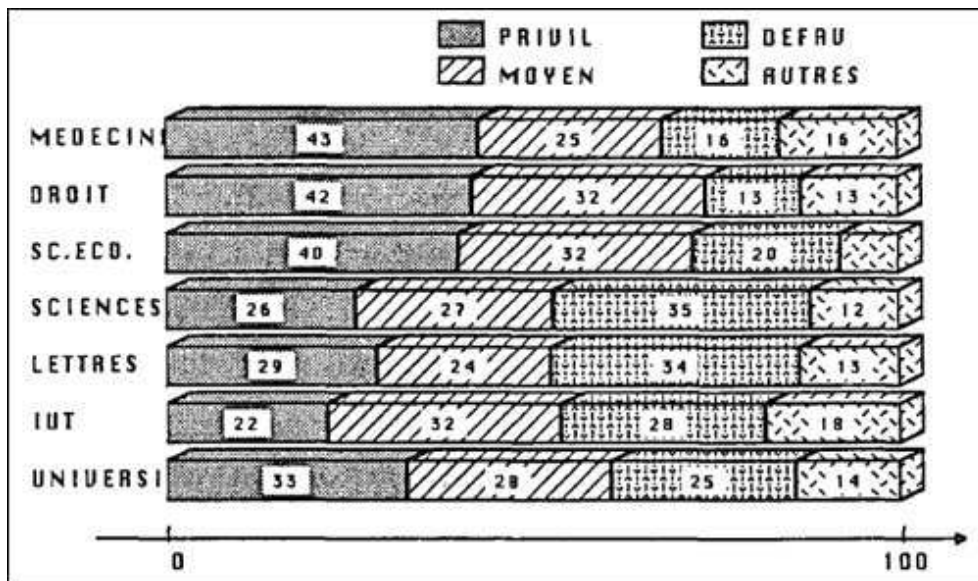 PRIVIL DEFAV
MOYEN AUTRES
MEDECINE 43 25 16 16
DROIT 42 32 13 13
SC.ECO. 40 32 20
SCIENCES 26 27 35 12
LETTRES 29 24 34 13
IUT 22 32 28 18
UNIVERSI 33 28 25 14
0 100